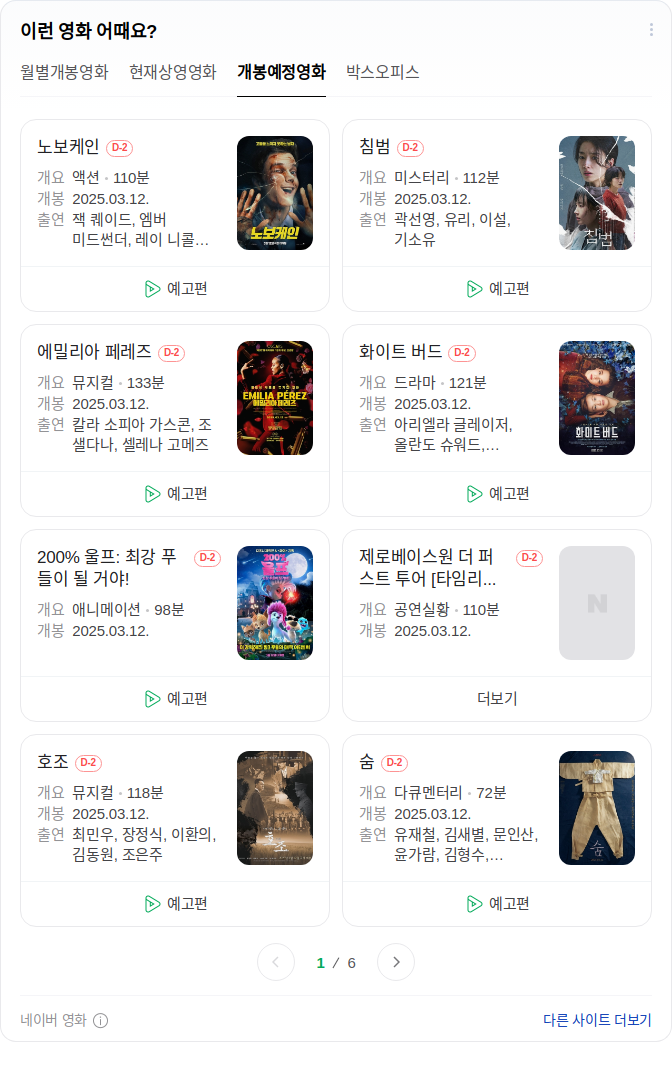 이런 영화 어때요?
월별개봉영화 현재상영영화 개봉예정영화 박스오피스
노보케인 D-2
개요 액션 · 110분
개봉 2025.03.12.
출연 잭 퀘이드, 엠버
미드썬더, 레이 니콜...
노보케인
예고편
침범 D-2
개요 미스터리 · 112분
개봉 2025.03.12.
출연 곽선영, 유리, 이설,
기소유
침범
예고편
에밀리아 페레즈 D-2
개요 뮤지컬 · 133분
개봉 2025.03.12.
출연 칼라 소피아 가스콘, 조
샐다나, 셀레나 고메즈
EMILIA PÉREZ
에밀리아 페레즈
예고편
화이트 버드 D-2
개요 드라마 · 121분
개봉 2025.03.12.
출연 아리엘라 글레이저,
올란도 슈워드,...
화이트 버드
예고편
200% 울프: 최강 푸
들이 될 거야! D-2
개요 애니메이션 · 98분
개봉 2025.03.12.
200%
울프
예고편
제로베이스원 더 퍼
스트 투어 [타임리... D-2
개요 공연실황 · 110분
개봉 2025.03.12.
N
더보기
호조 D-2
개요 뮤지컬 · 118분
개봉 2025.03.12.
출연 최민우, 장정식, 이환의,
김동원, 조은주
호조
예고편
숨 D-2
개요 다큐멘터리 · 72분
개봉 2025.03.12.
출연 유재철, 김새별, 문인산,
윤가람, 김형수,...
숨
예고편
1 / 6
네이버 영화
다른 사이트 더보기